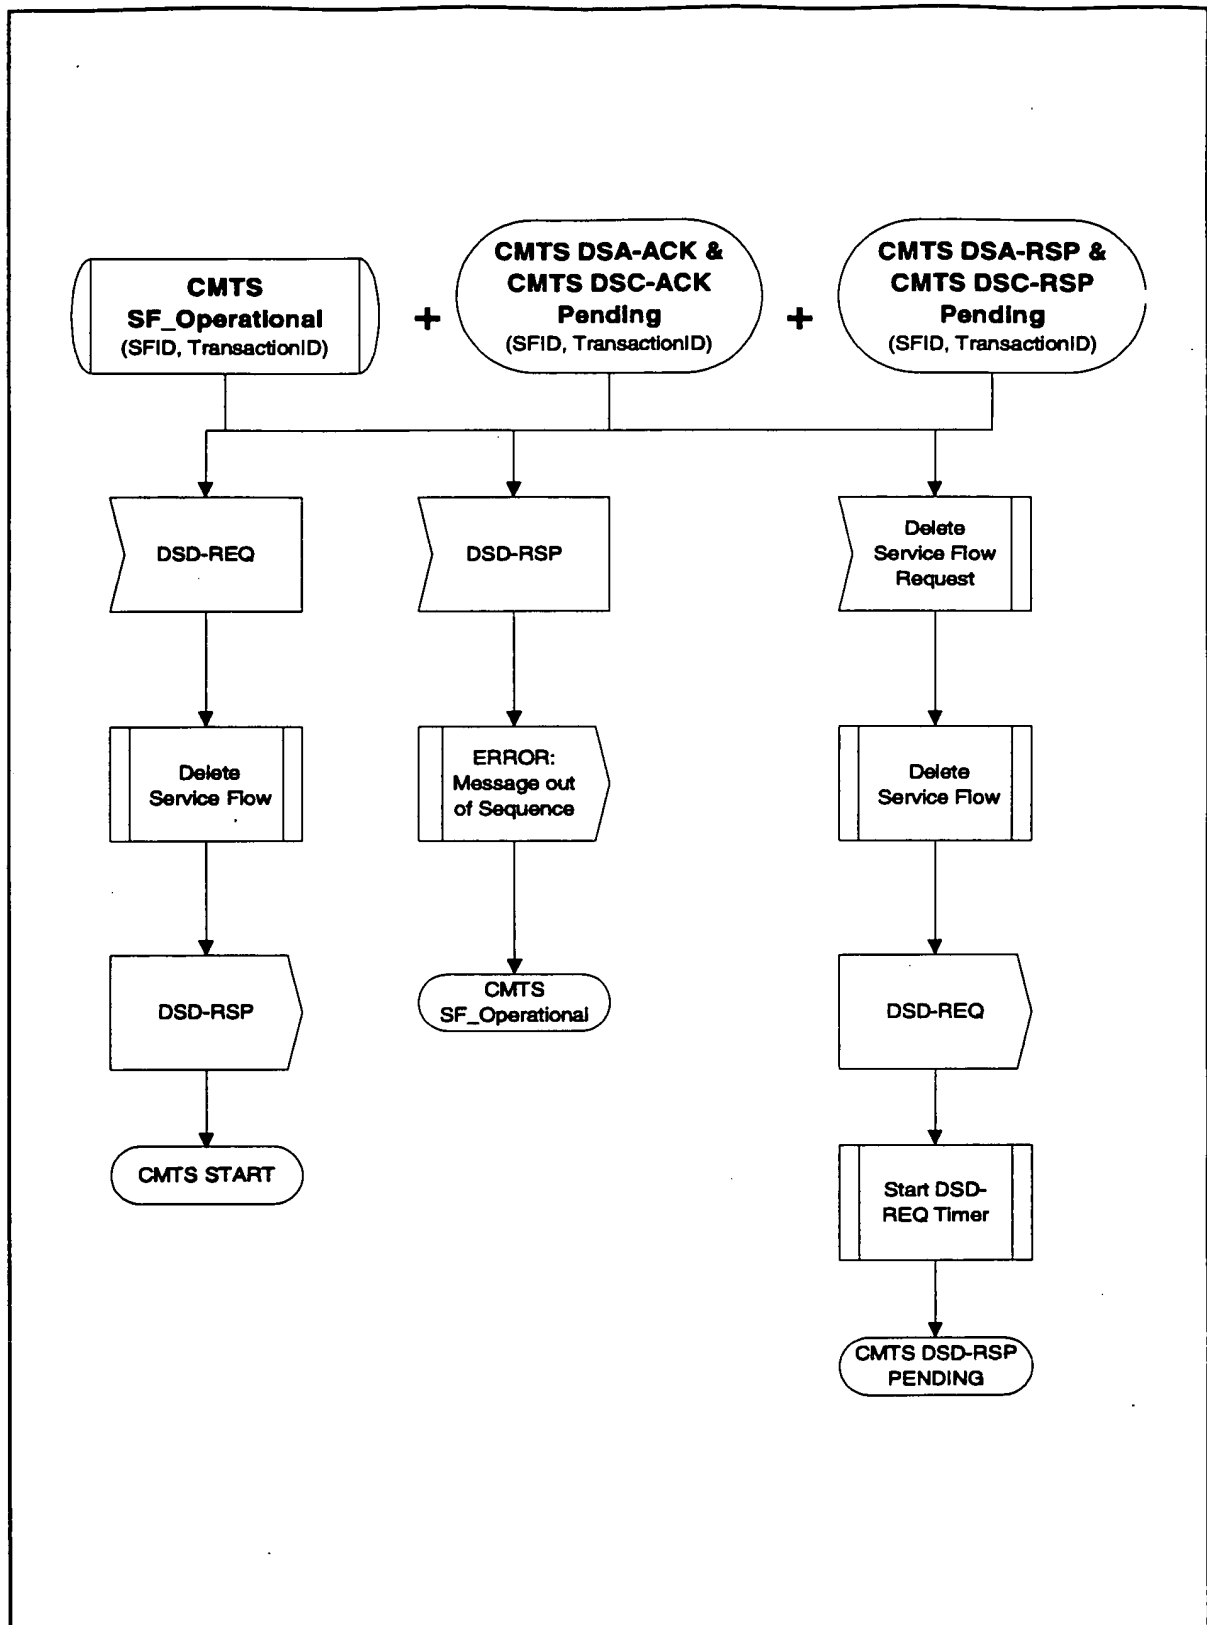 CMTS
SF_Operational
(SFID, TransactionID)
+
CMTS DSA-ACK &
CMTS DSC-ACK
Pending
(SFID, TransactionID)
+
CMTS DSA-RSP &
CMTS DSC-RSP
Pending
(SFID, TransactionID)
DSD-REQ
DSD-RSP
Delete
Service Flow
Request
Delete
Service Flow
ERROR:
Message out
of Sequence
Delete
Service Flow
DSD-RSP
CMTS
SF_Operational
DSD-REQ
CMTS START
Start DSD-
REQ Timer
CMTS DSD-RSP
PENDING